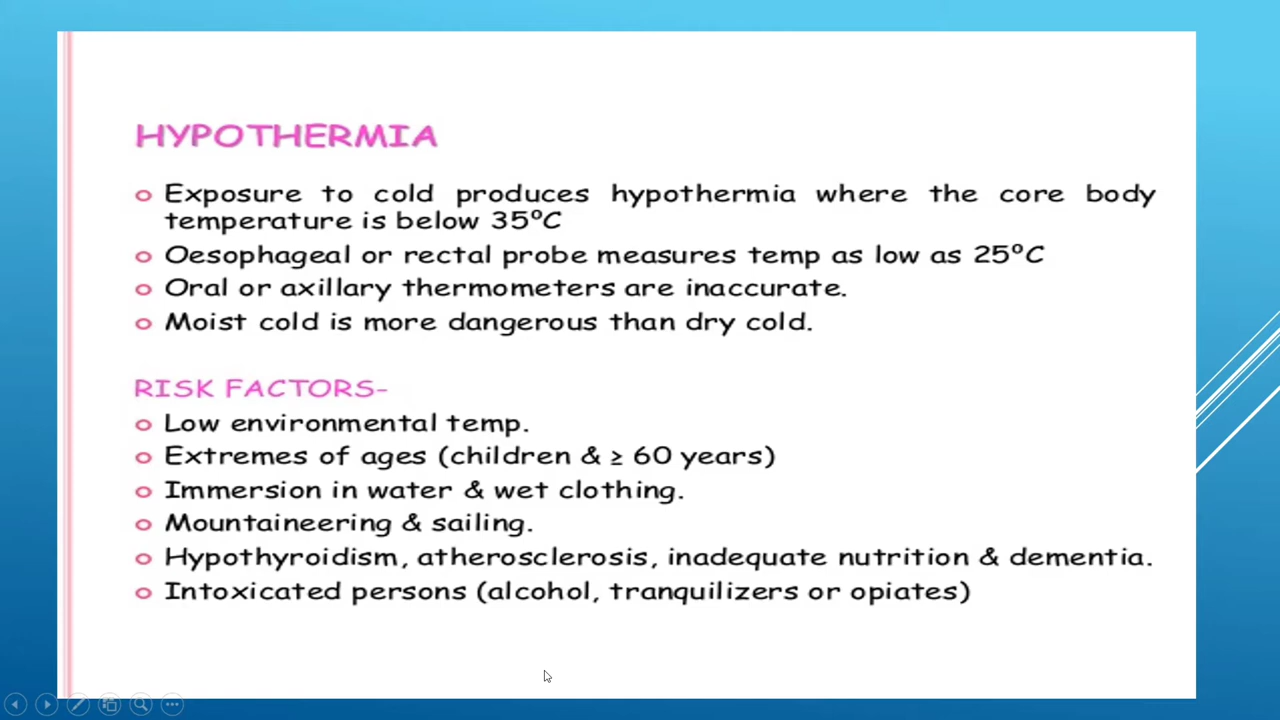 HYPOTHERMIA
Exposure to cold produces hypothermia where the core body
temperature is below 35°C
Oesophageal or rectal probe measures temp as low as 25°C
Oral or axillary thermometers are inaccurate.
Moist cold is more dangerous than dry cold.
RISK FACTORS-
Low environmental temp.
Extremes of ages (children & ≥ 60 years)
Immersion in water & wet clothing.
Mountaineering & sailing.
Hypothyroidism, atherosclerosis, inadequate nutrition & dementia.
Intoxicated persons (alcohol, tranquilizers or opiates)